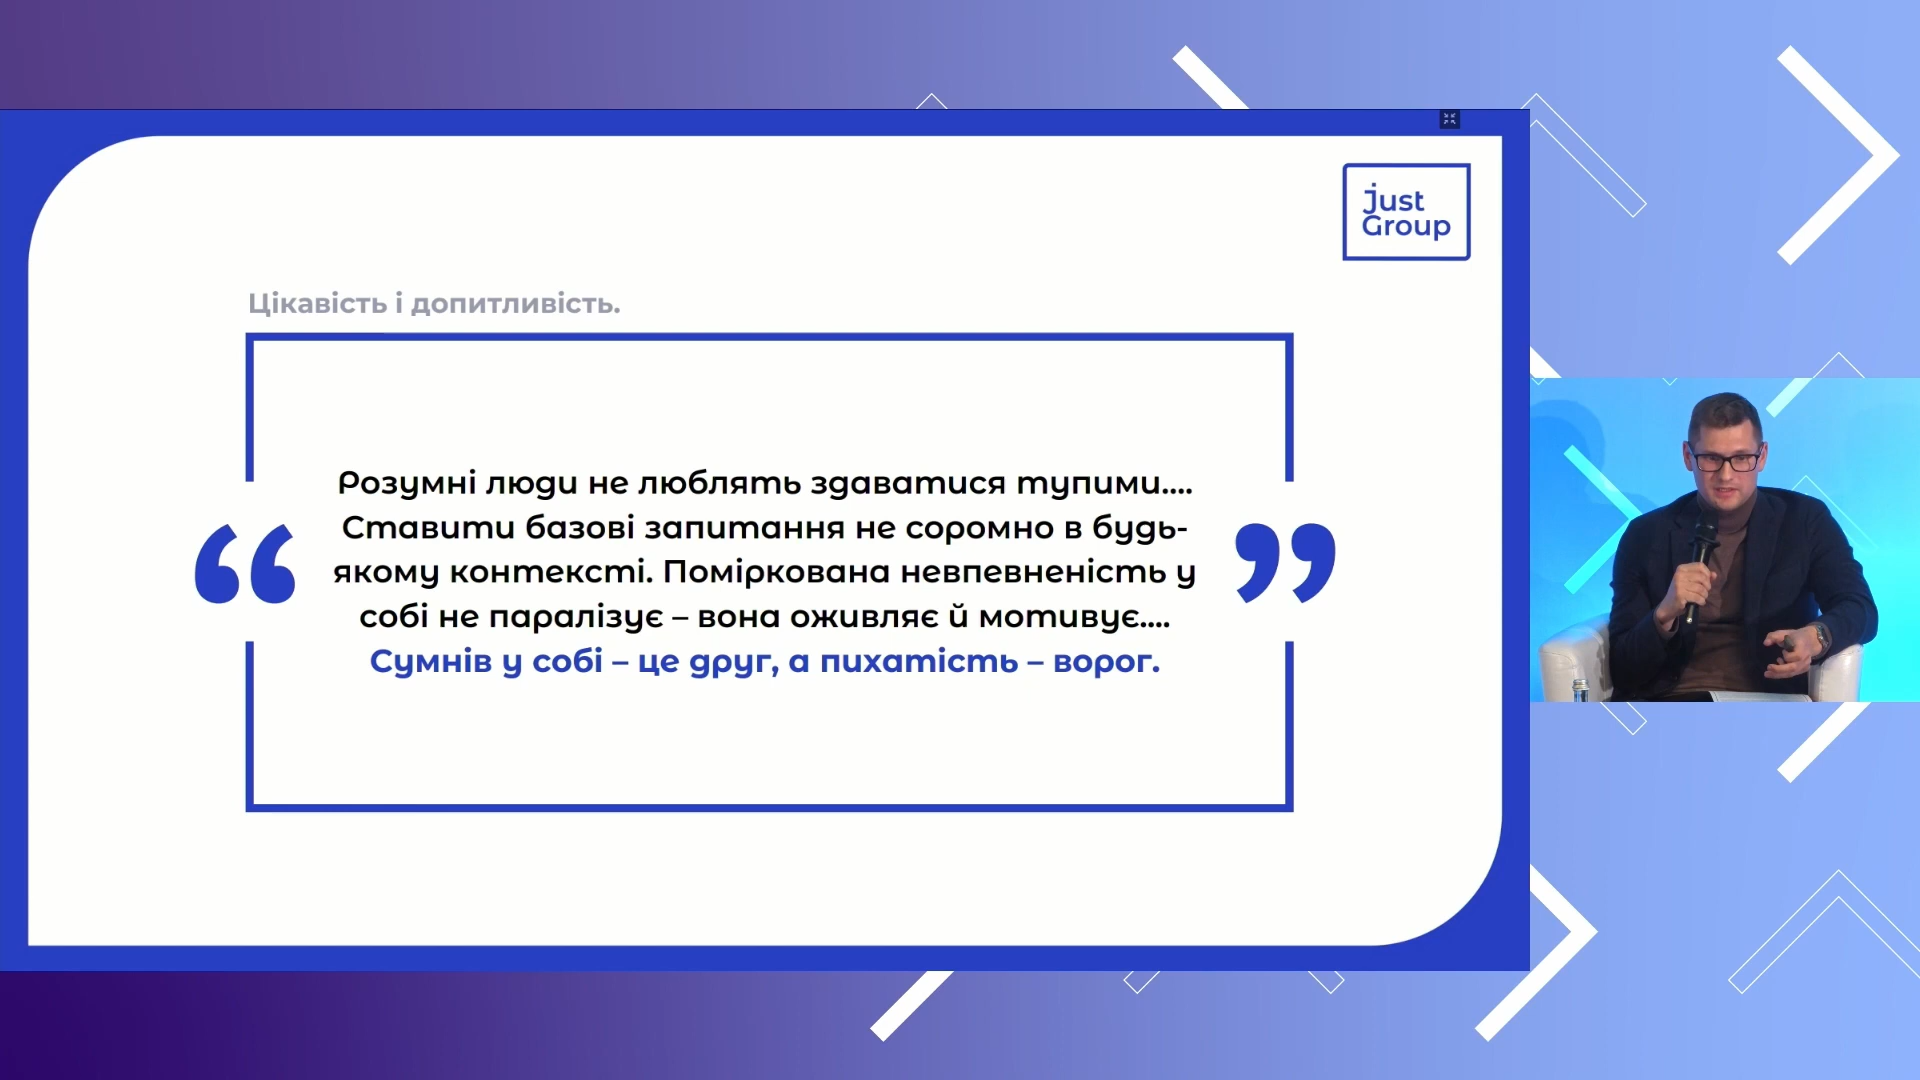 just
Group
Цікавість і допитливість.
Розумні люди не люблять здаватися тупими....
Ставити базові запитання не соромно в будь-
якому контексті. Поміркована невпевненість у
собі не паралізує – вона оживляє й мотивує....
Сумнів у собі – це друг, а пихатість – ворог.